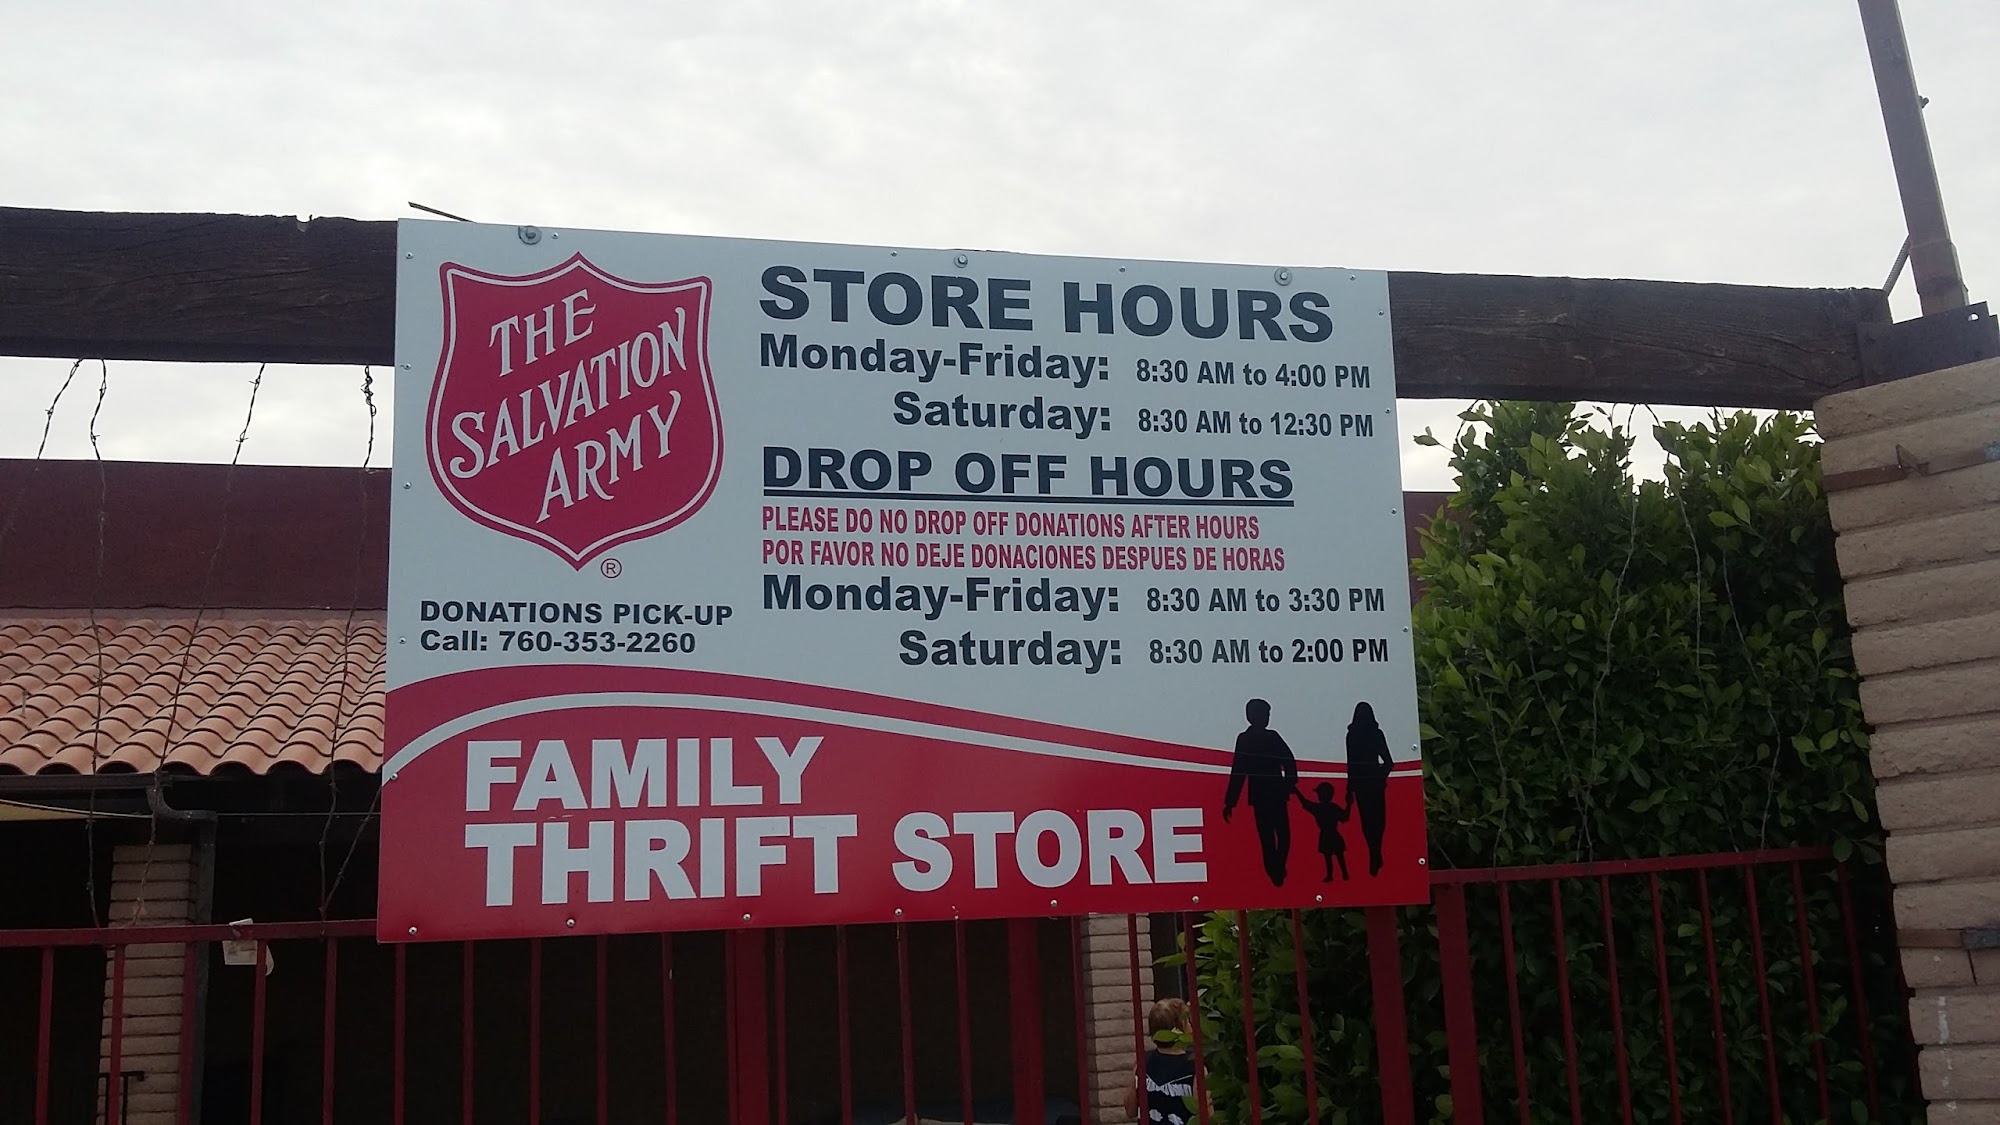 THE
SALVATION
ARMY
®
DONATIONS PICK-UP
Call: 760-353-2260
STORE HOURS
Monday-Friday: 8:30 AM to 4:00 PM
Saturday: 8:30 AM to 12:30 PM
DROP OFF HOURS
PLEASE DO NO DROP OFF DONATIONS AFTER HOURS
POR FAVOR NO DEJE DONACIONES DESPUES DE HORAS
Monday-Friday: 8:30 AM to 3:30 PM
Saturday: 8:30 AM to 2:00 PM
FAMILY
THRIFT STORE